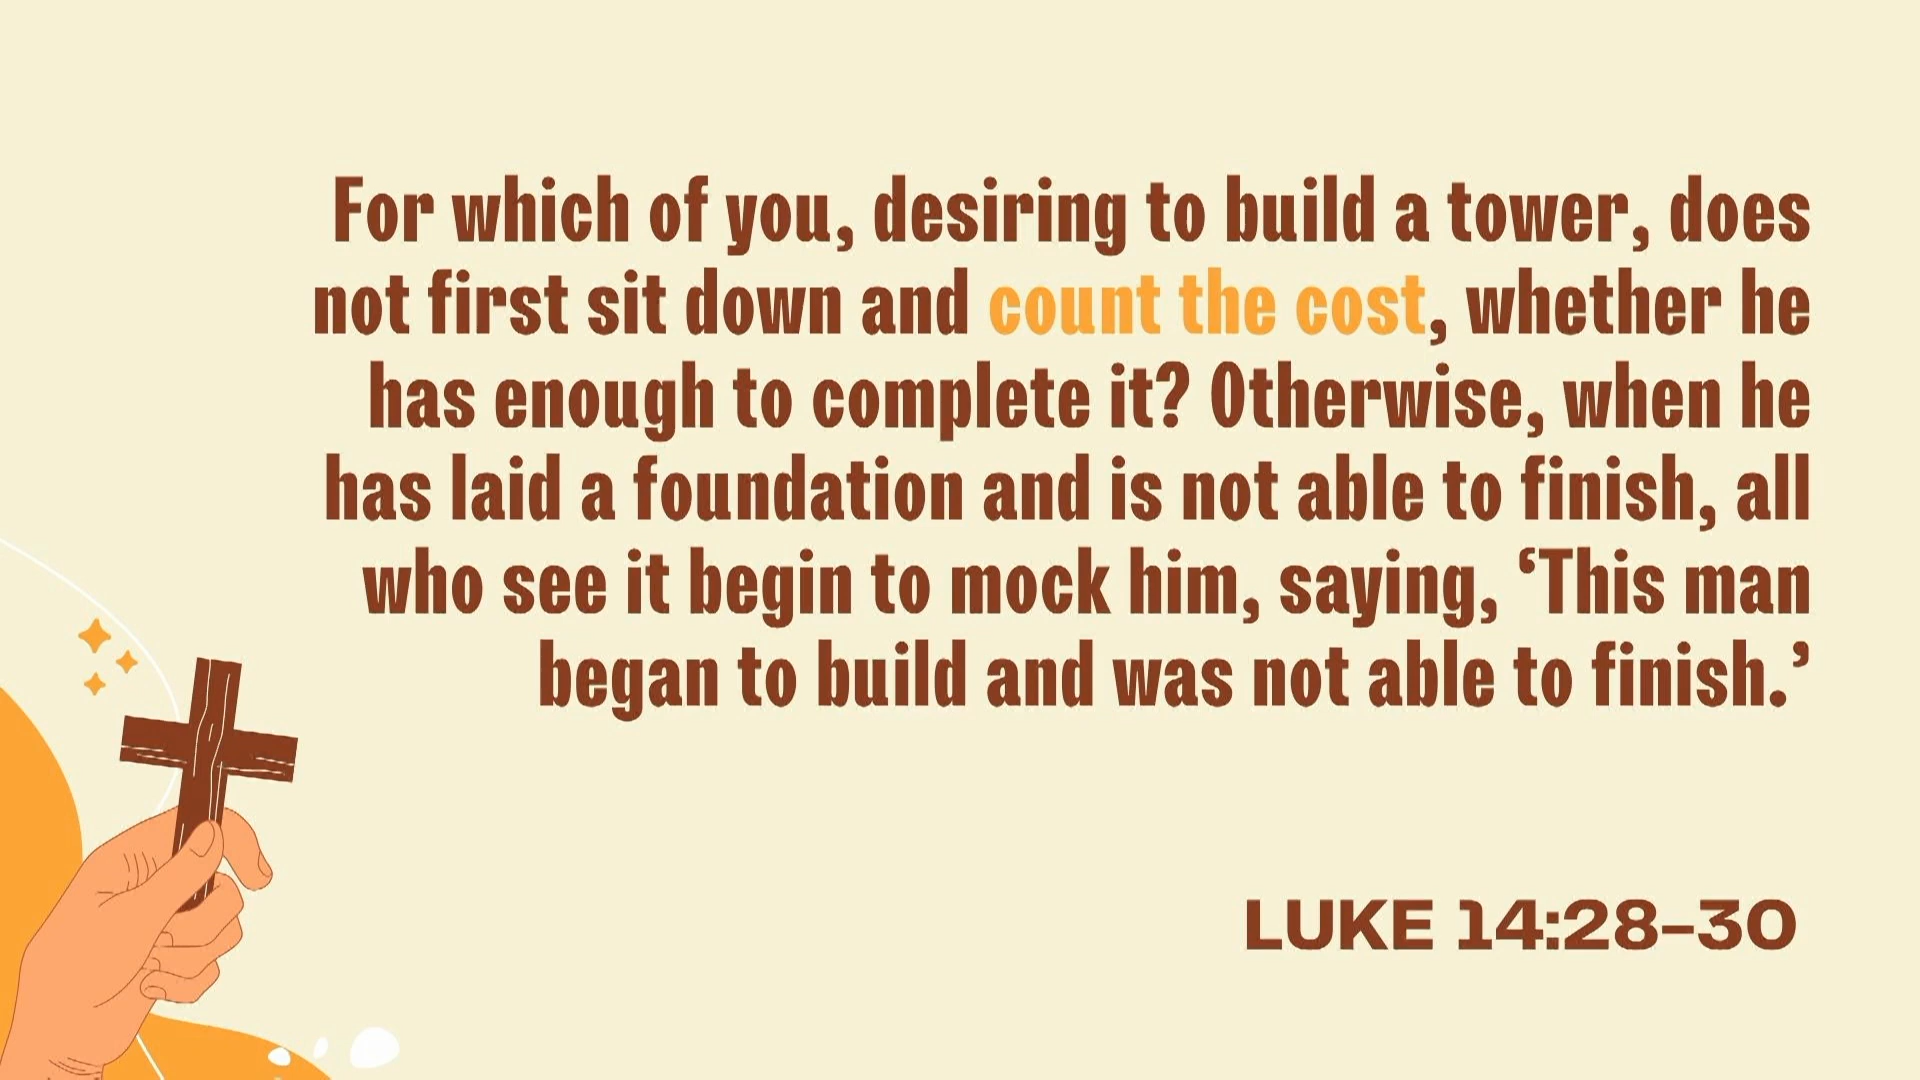 For which of you, desiring to build a tower, does
not first sit down and count the cost, whether he
has enough to complete it? Otherwise, when he
has laid a foundation and is not able to finish, all
who see it begin to mock him, saying, ‘This man
began to build and was not able to finish.’
LUKE 14:28–30